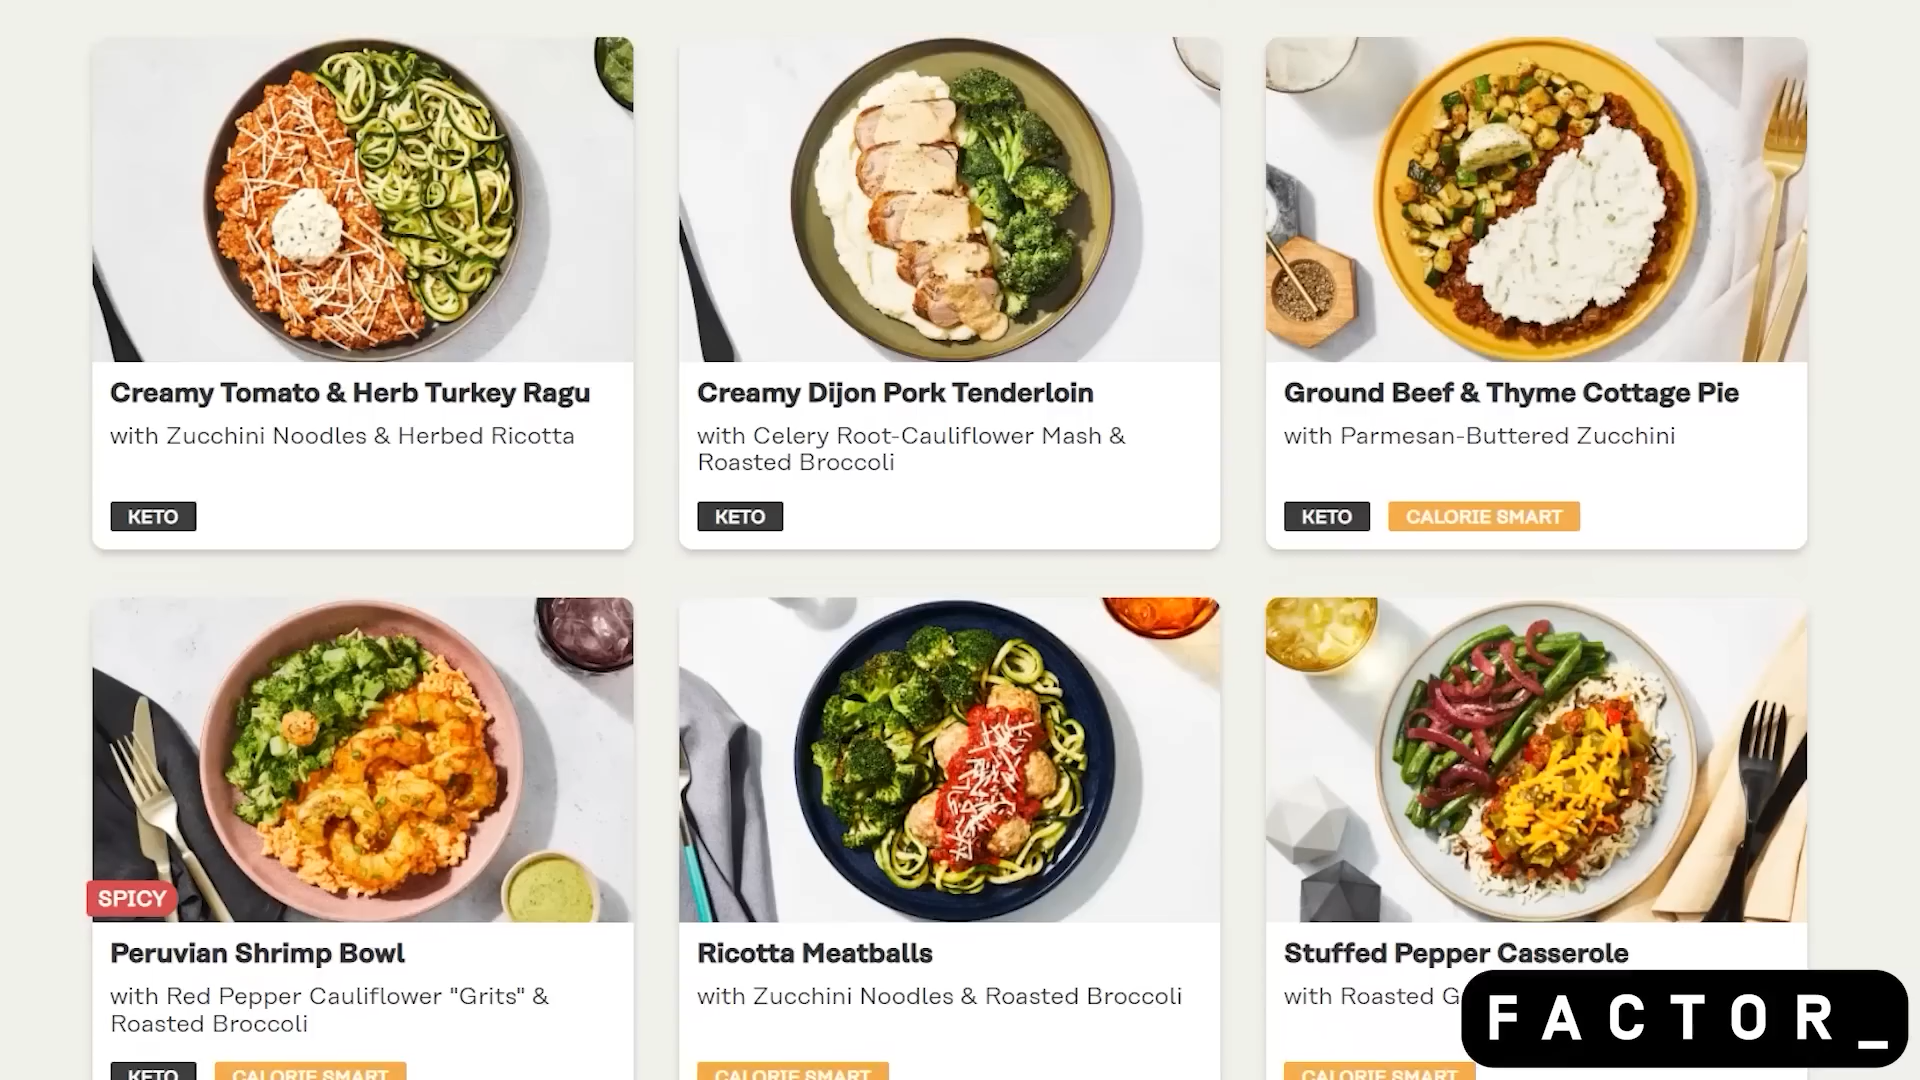 Creamy Tomato & Herb Turkey Ragu
with Zucchini Noodles & Herbed Ricotta
KETO
Creamy Dijon Pork Tenderloin
with Celery Root-Cauliflower Mash &
Roasted Broccoli
KETO
Ground Beef & Thyme Cottage Pie
with Parmesan-Buttered Zucchini
KETO
CALORIE SMART
SPICY
Peruvian Shrimp Bowl
with Red Pepper Cauliflower "Grits" &
Roasted Broccoli
KETO
CALORIE SMART
Ricotta Meatballs
with Zucchini Noodles & Roasted Broccoli
CALORIE SMART
Stuffed Pepper Casserole
with Roasted G
CALORIE SMART
FACTOR_